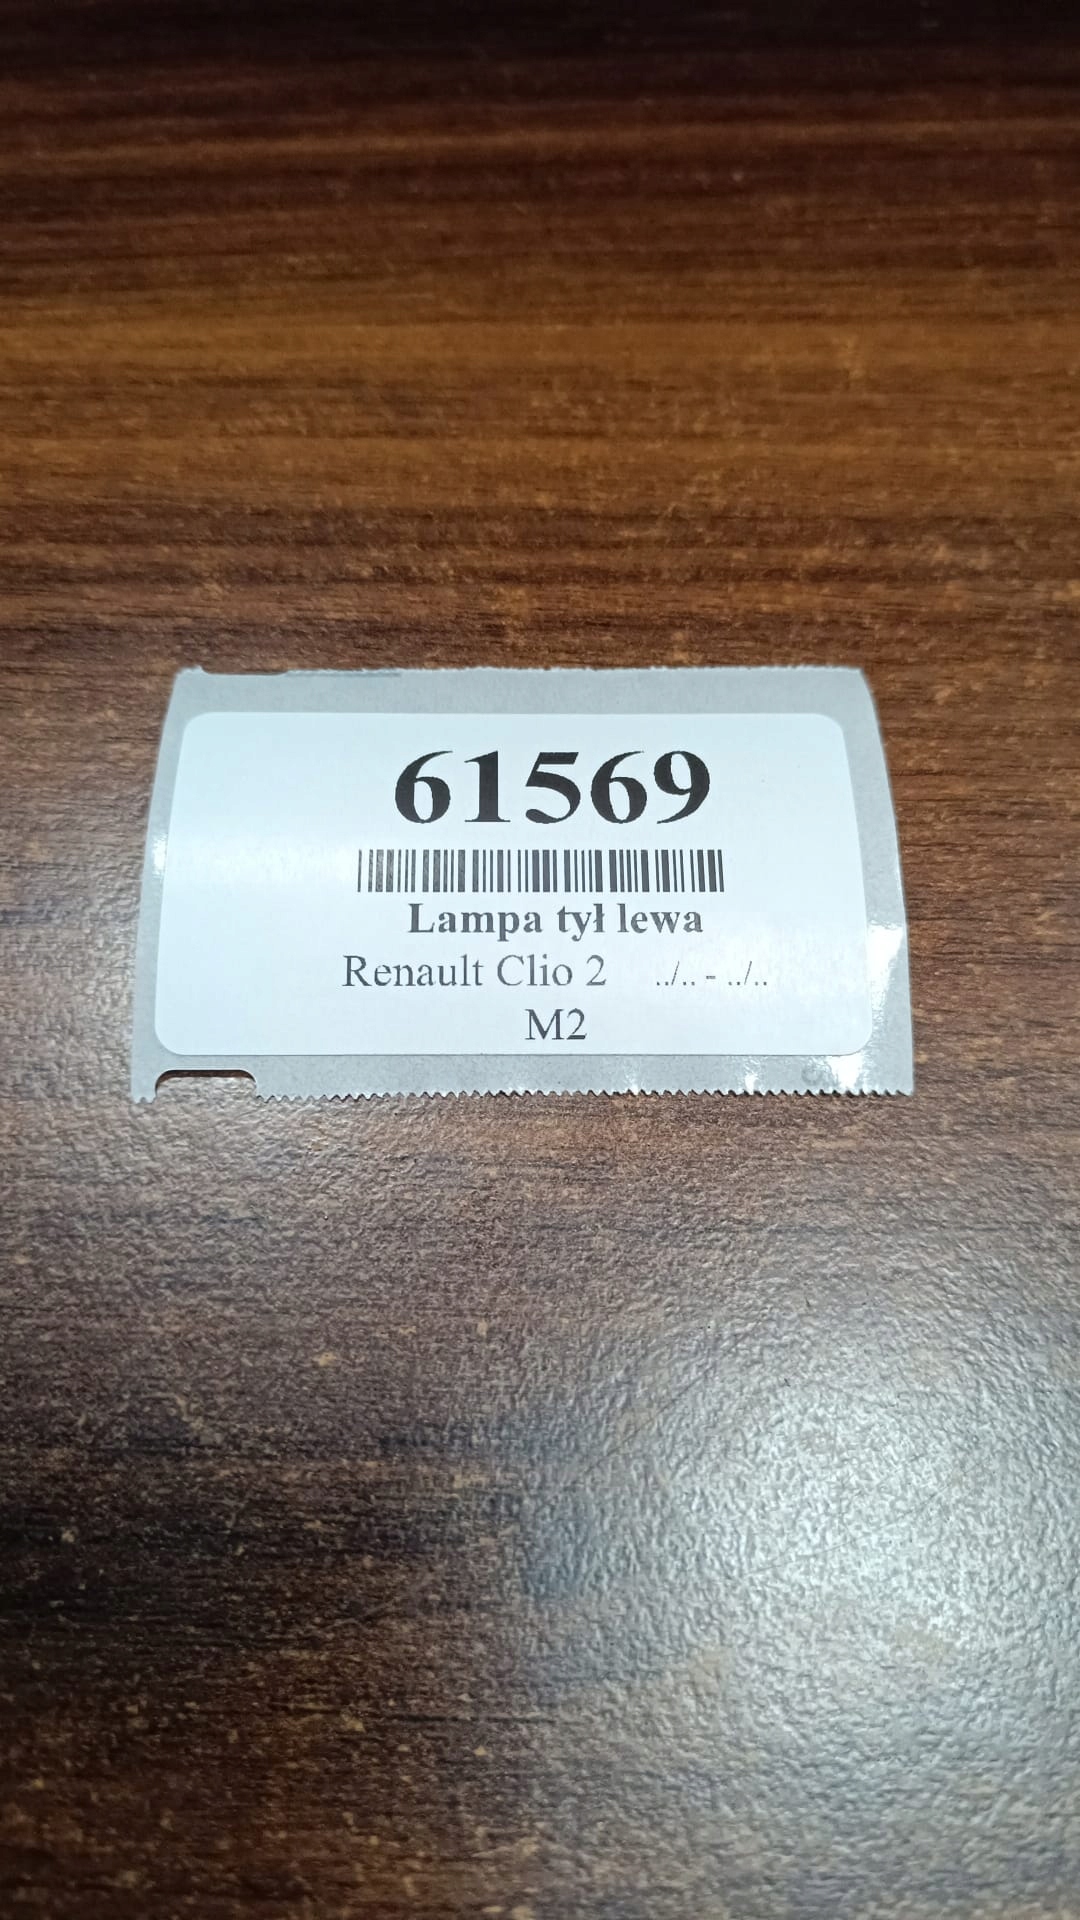 61569
Lampa tył lewa
Renault Clio 2 ../.. - ../..
M2